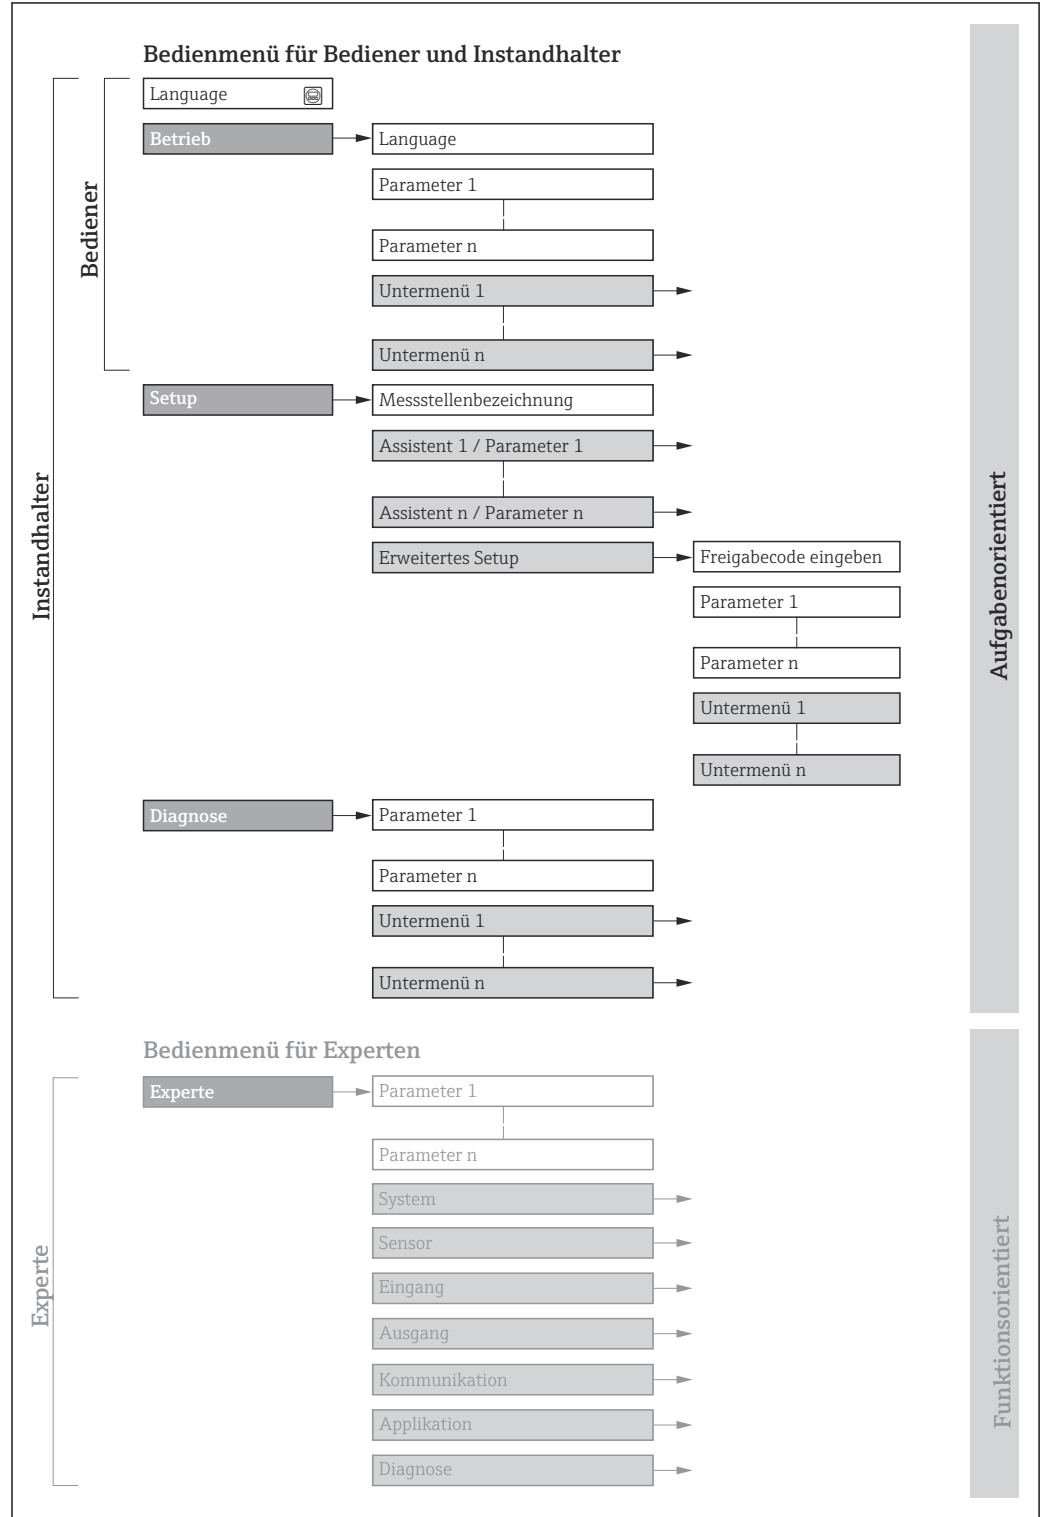 Bedienmenü für Bediener und Instandhalter
Language
Betrieb
Language
Parameter 1
Parameter n
Untermenü 1
Untermenü n
Bediener
Setup
Messstellenbezeichnung
Assistent 1 / Parameter 1
Assistent n / Parameter n
Erweitertes Setup
Freigabecode eingeben
Parameter 1
Parameter n
Untermenü 1
Untermenü n
Instandhalter
Aufgabenorientiert
Diagnose
Parameter 1
Parameter n
Untermenü 1
Untermenü n
Bedienmenü für Experten
Experte
Parameter 1
Parameter n
System
Sensor
Eingang
Ausgang
Kommunikation
Applikation
Diagnose
Experte
Funktionsorientiert